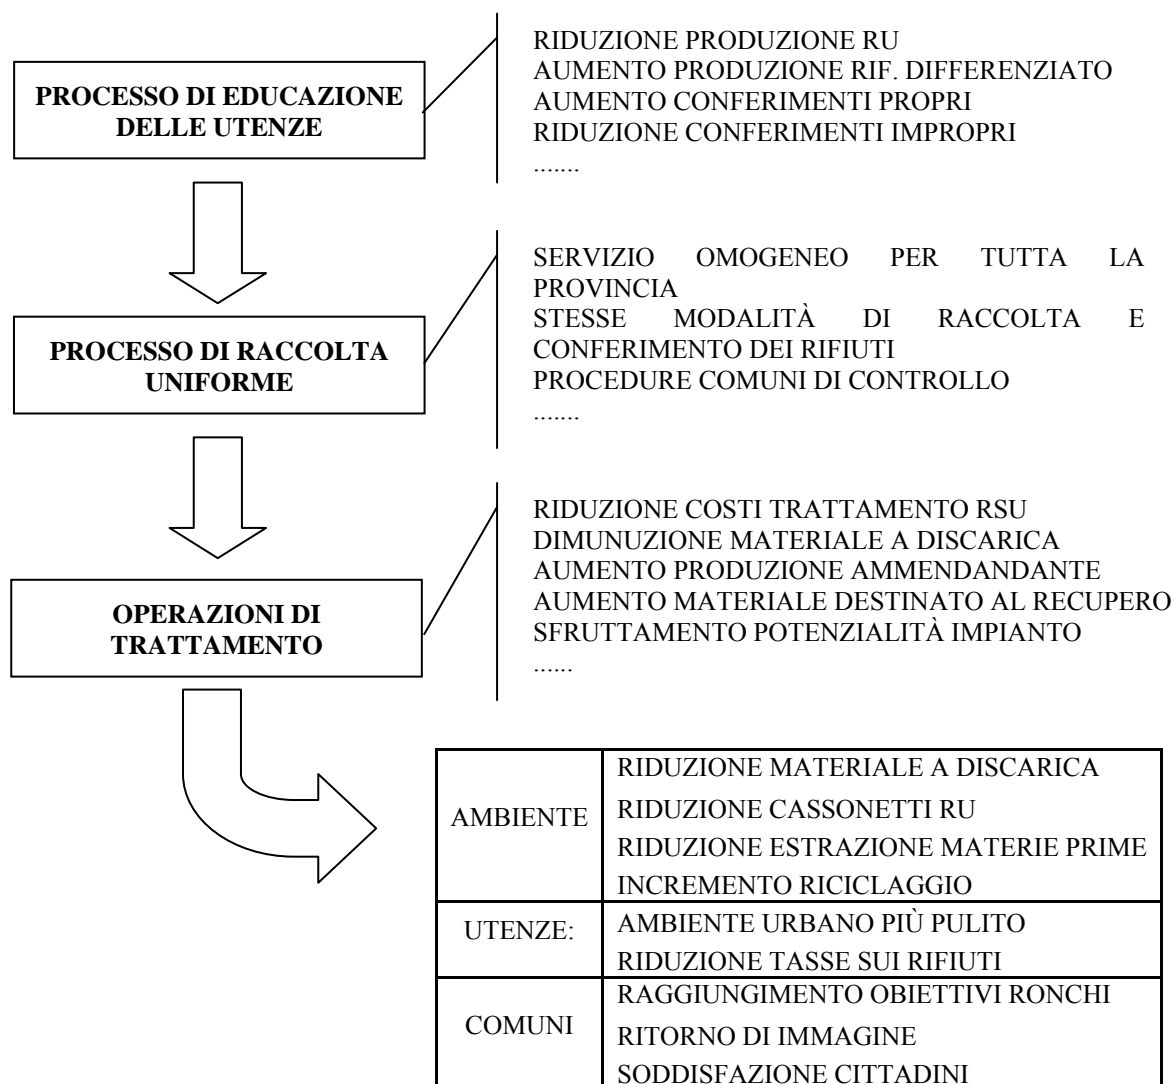 PROCESSO DI EDUCAZIONE
DELLE UTENZE
RIDUZIONE PRODUZIONE RU
AUMENTO PRODUZIONE RIF. DIFFERENZIATO
AUMENTO CONFERIMENTI PROPRI
RIDUZIONE CONFERIMENTI IMPROPRI
.......
PROCESSO DI RACCOLTA
UNIFORME
SERVIZIO OMOGENEO PER TUTTA LA
PROVINCIA
STESSE MODALITÀ DI RACCOLTA E
CONFERIMENTO DEI RIFIUTI
PROCEDURE COMUNI DI CONTROLLO
.......
OPERAZIONI DI
TRATTAMENTO
RIDUZIONE COSTI TRATTAMENTO RSU
DIMUNUZIONE MATERIALE A DISCARICA
AUMENTO PRODUZIONE AMMENDANDANTE
AUMENTO MATERIALE DESTINATO AL RECUPERO
SFRUTTAMENTO POTENZIALITÀ IMPIANTO
......
AMBIENTE
RIDUZIONE MATERIALE A DISCARICA
RIDUZIONE CASSONETTI RU
RIDUZIONE ESTRAZIONE MATERIE PRIME
INCREMENTO RICICLAGGIO
UTENZE:
AMBIENTE URBANO PIÙ PULITO
RIDUZIONE TASSE SUI RIFIUTI
COMUNI
RAGGIUNGIMENTO OBIETTIVI RONCHI
RITORNO DI IMMAGINE
SODDISFAZIONE CITTADINI